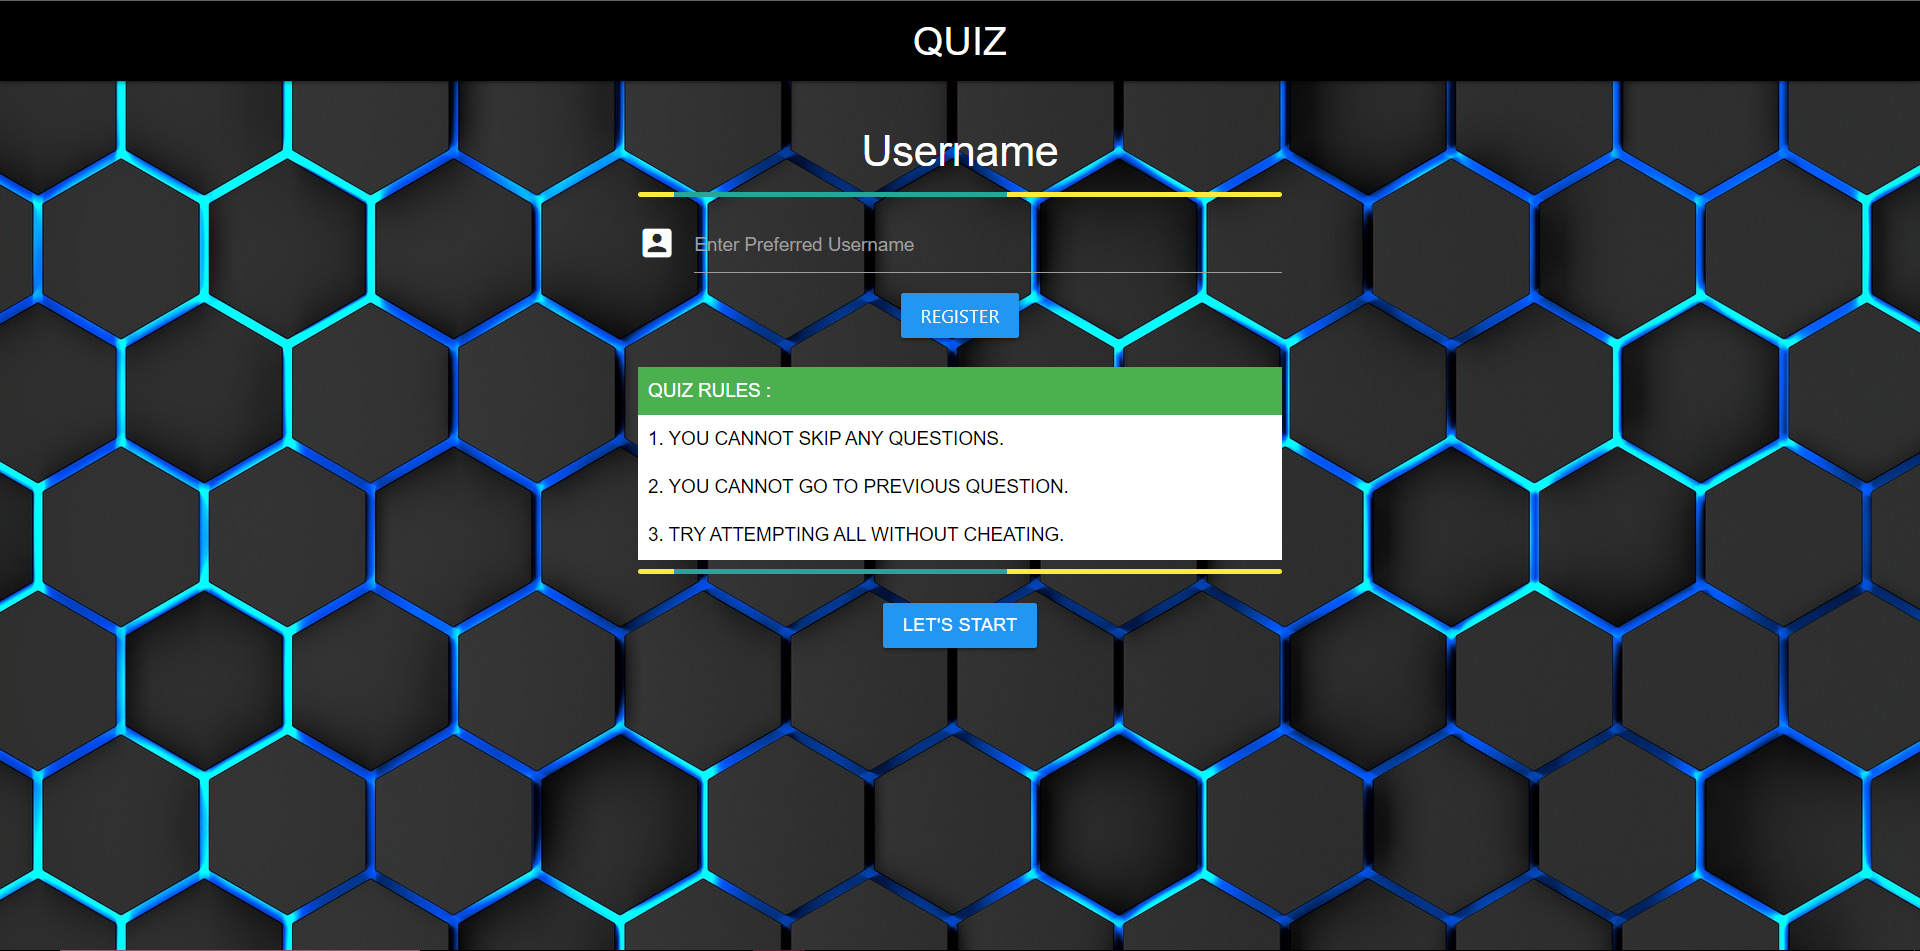 QUIZ
Username
Enter Preferred Username
REGISTER
QUIZ RULES :
1. YOU CANNOT SKIP ANY QUESTIONS.
2. YOU CANNOT GO TO PREVIOUS QUESTION.
3. TRY ATTEMPTING ALL WITHOUT CHEATING.
LET'S START